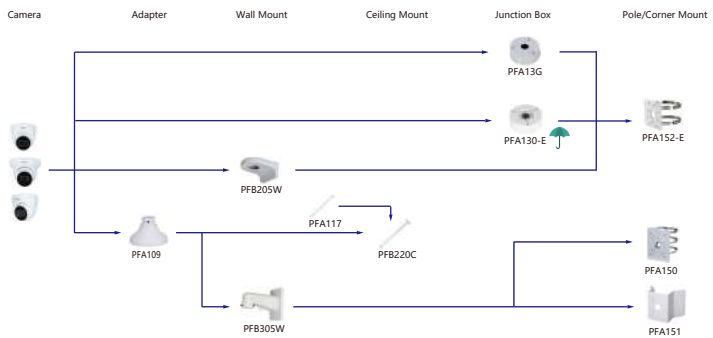 Camera Adapter Wall Mount Ceiling Mount Junction Box Pole/Corner Mount
PFA13G
PFA130-E
PFA152-E
PFB205W
PFA117
PFA109
PFB220C
PFA150
PFB305W
PFA151